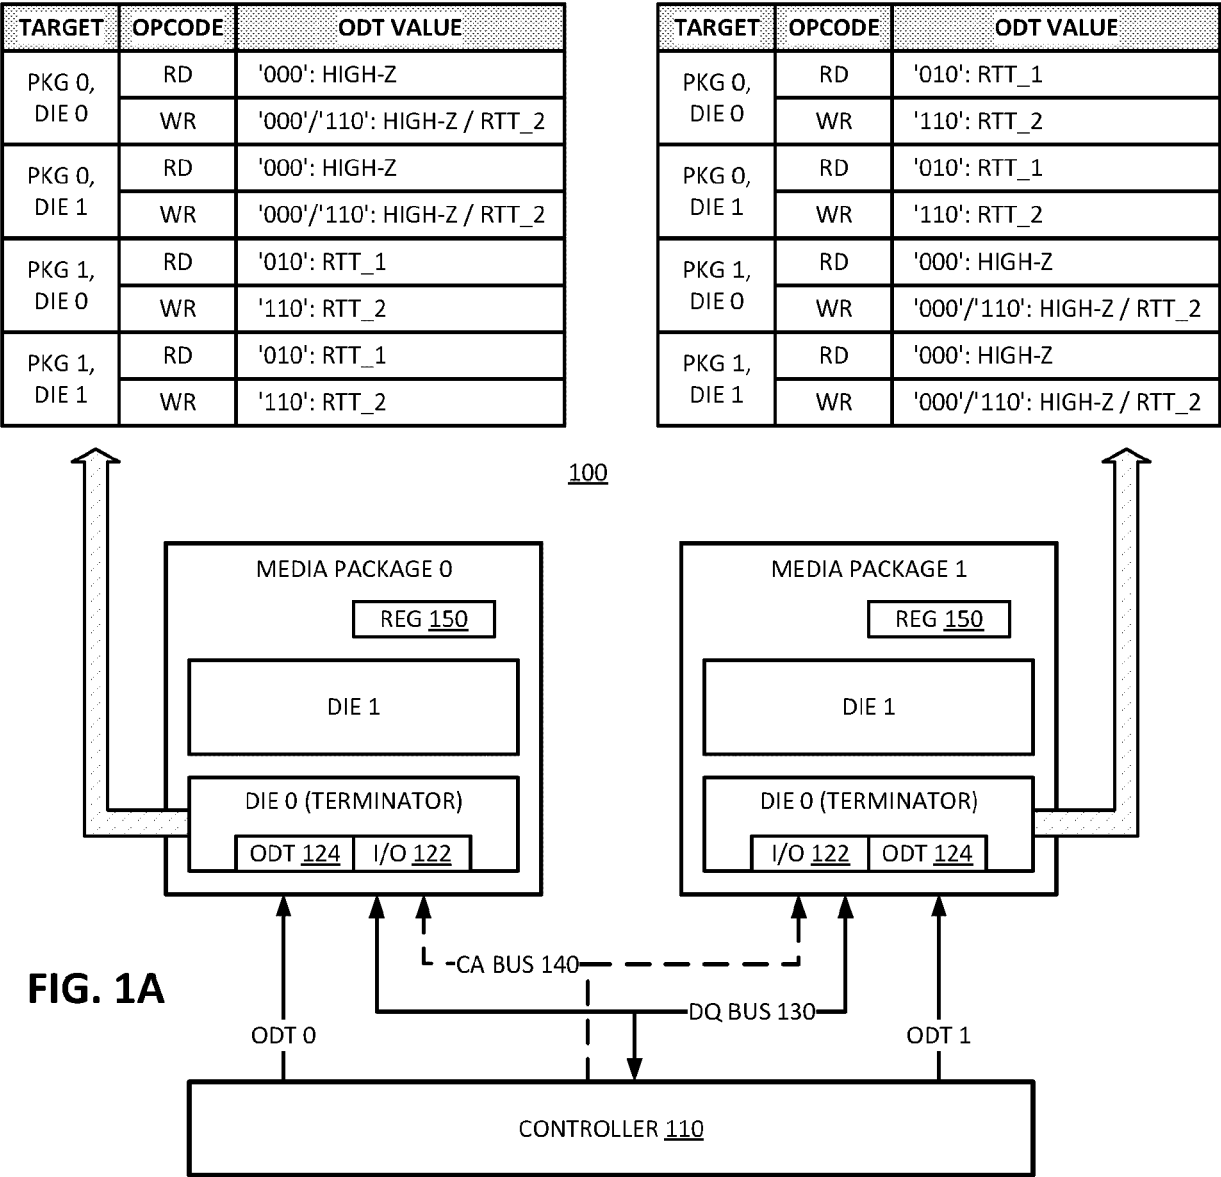 TARGET OPCODE ODT VALUE
PKG 0, DIE 0 RD '000': HIGH-Z
WR '000'/'110': HIGH-Z / RTT_2
PKG 0, DIE 1 RD '000': HIGH-Z
WR '000'/'110': HIGH-Z / RTT_2
PKG 1, DIE 0 RD '010': RTT_1
WR '110': RTT_2
PKG 1, DIE 1 RD '010': RTT_1
WR '110': RTT_2
TARGET OPCODE ODT VALUE
PKG 0, DIE 0 RD '010': RTT_1
WR '110': RTT_2
PKG 0, DIE 1 RD '010': RTT_1
WR '110': RTT_2
PKG 1, DIE 0 RD '000': HIGH-Z
WR '000'/'110': HIGH-Z / RTT_2
PKG 1, DIE 1 RD '000': HIGH-Z
WR '000'/'110': HIGH-Z / RTT_2
100
MEDIA PACKAGE 0
REG 150
DIE 1
DIE 0 (TERMINATOR)
ODT 124 I/O 122
MEDIA PACKAGE 1
REG 150
DIE 1
DIE 0 (TERMINATOR)
I/O 122 ODT 124
CA BUS 140
DQ BUS 130
ODT 0
ODT 1
FIG. 1A
CONTROLLER 110